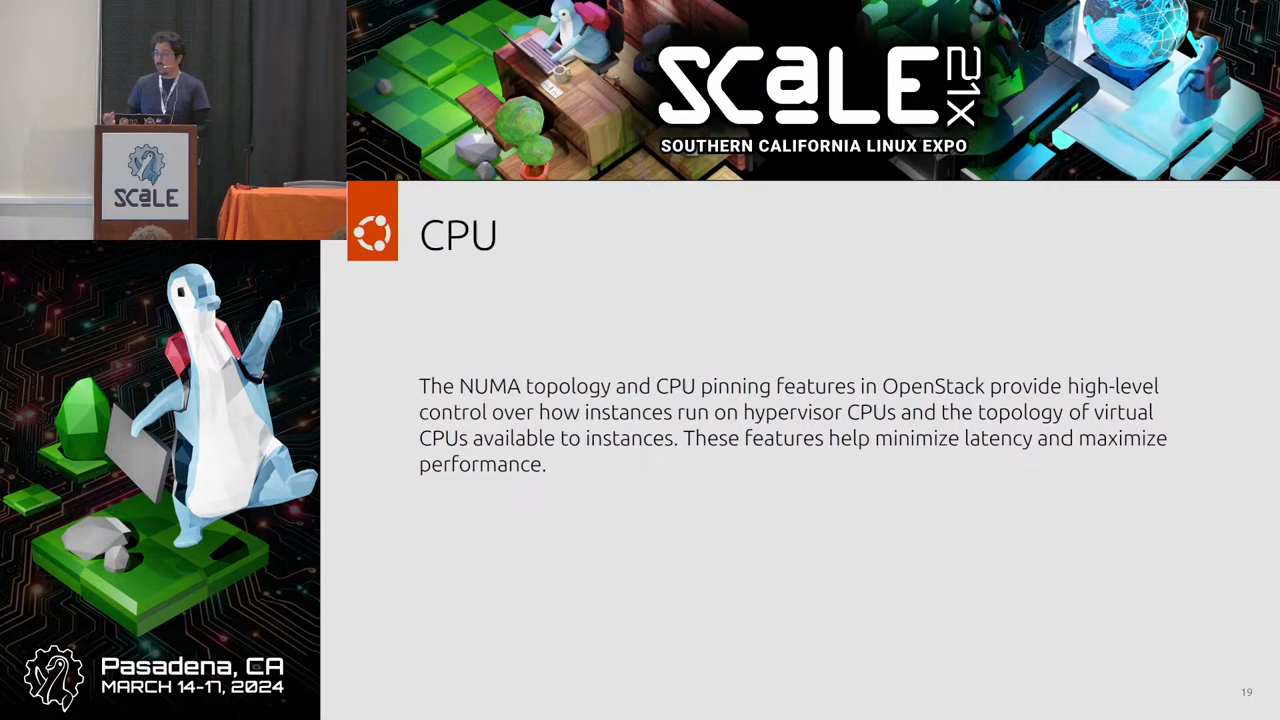 SCaLE 21X
SOUTHERN CALIFORNIA LINUX EXPO
SCaLE
CPU
The NUMA topology and CPU pinning features in OpenStack provide high-level
control over how instances run on hypervisor CPUs and the topology of virtual
CPUs available to instances. These features help minimize latency and maximize
performance.
Pasadena, CA
MARCH 14-17, 2024
19